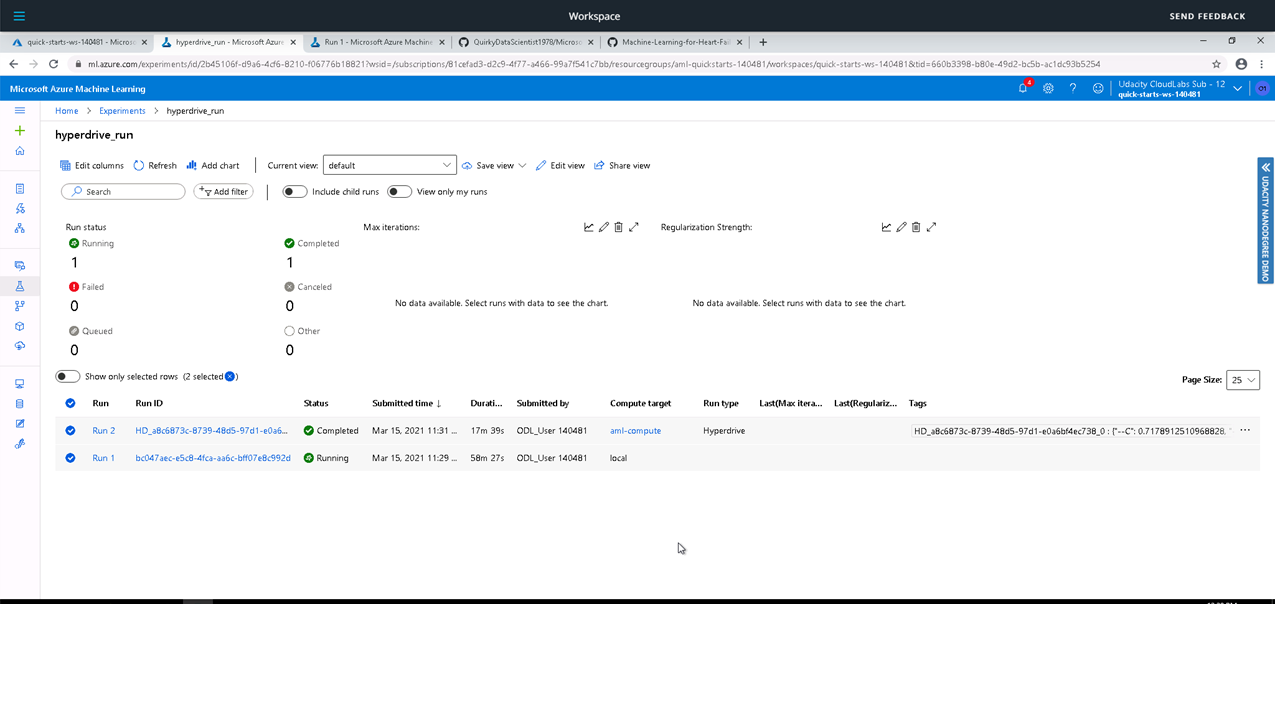 Workspace
SEND FEEDBACK
quick-starts-ws-140481 - Microso
hyperdrive_run - Microsoft Azure
Run 1 - Microsoft Azure Machine
QuirkyDataScientist1978/Microso
Machine-Learning-for-Heart-Fai
ml.azure.com/experiments/id/2b45106f-d9a6-4cf6-8210-f06776b18821?wsid=/subscriptions/81cefad3-d2c9-4f77-a466-99a7f541c7bb/resourcegroups/aml-quickstarts-140481/workspaces/quick-starts-ws-140481&tid=660b3398-b80e-49d2-bc5b-ac1dc93b5254
Microsoft Azure Machine Learning
4
Udacity CloudLabs Sub - 12
quick-starts-ws-140481
Home > Experiments > hyperdrive_run
hyperdrive_run
Edit columns Refresh Add chart Current view: default Save view Edit view Share view
Search Add filter Include child runs View only my runs
UDACITY NANODEGREE DEMO
Run status Max iterations: Regularization Strength:
Running Completed
1 1
Failed Canceled
0 0
No data available. Select runs with data to see the chart. No data available. Select runs with data to see the chart.
Queued Other
0 0
Show only selected rows (2 selected )
Page Size: 25
Run Run ID Status Submitted time ↓ Durati... Submitted by Compute target Run type Last(Max itera... Last(Regulariz... Tags
Run 2 HD_a8c6873c-8739-48d5-97d1-e0a6... Completed Mar 15, 2021 11:31 ... 17m 39s ODL_User 140481 aml-compute Hyperdrive HD_a8c6873c-8739-48d5-97d1-e0a6bf4ec738_0 : {"--C": 0.7178912510968828, ...
Run 1 bc047aec-e5c8-4fca-aa6c-bff07e8c992d Running Mar 15, 2021 11:29 ... 58m 27s ODL_User 140481 local